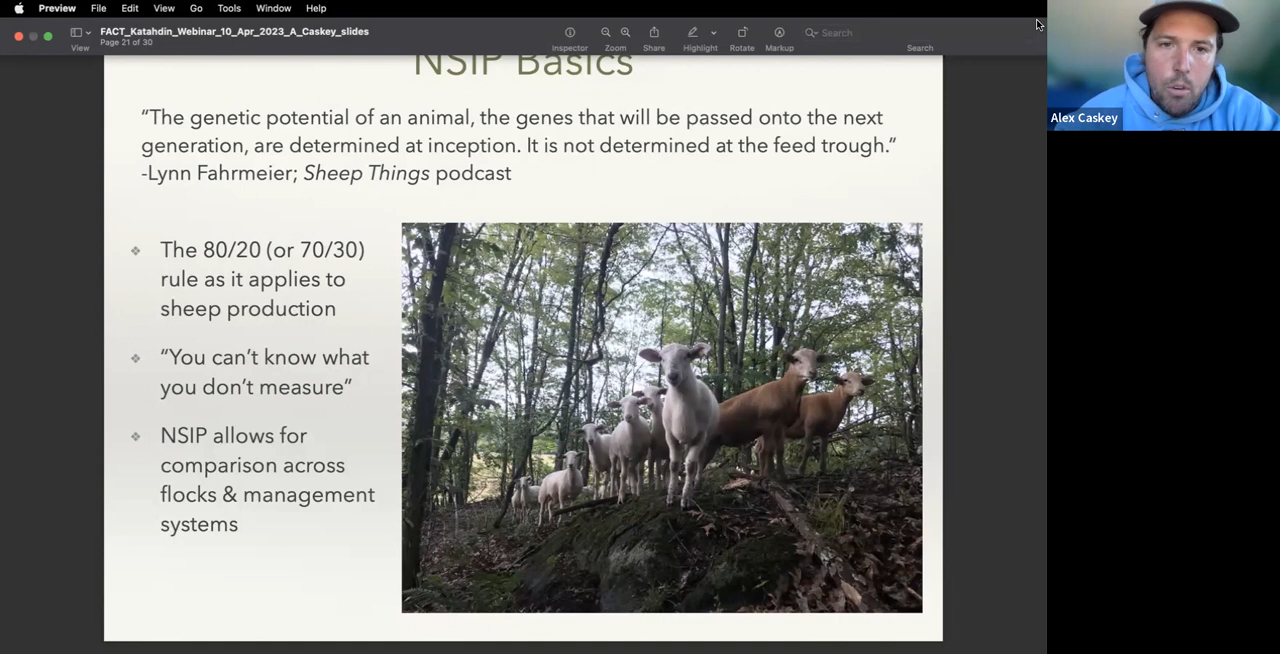 Preview File Edit View Go Tools Window Help
FACT_Katahdin_Webinar_10_Apr_2023_A_Caskey_slides
Page 21 of 30
View
Inspector Zoom Share Highlight Rotate Markup Search
Search
NSIP Basics
“The genetic potential of an animal, the genes that will be passed onto the next
generation, are determined at inception. It is not determined at the feed trough.”
-Lynn Fahrmeier; Sheep Things podcast
❖ The 80/20 (or 70/30)
rule as it applies to
sheep production
❖ “You can’t know what
you don’t measure”
❖ NSIP allows for
comparison across
flocks & management
systems
Alex Caskey